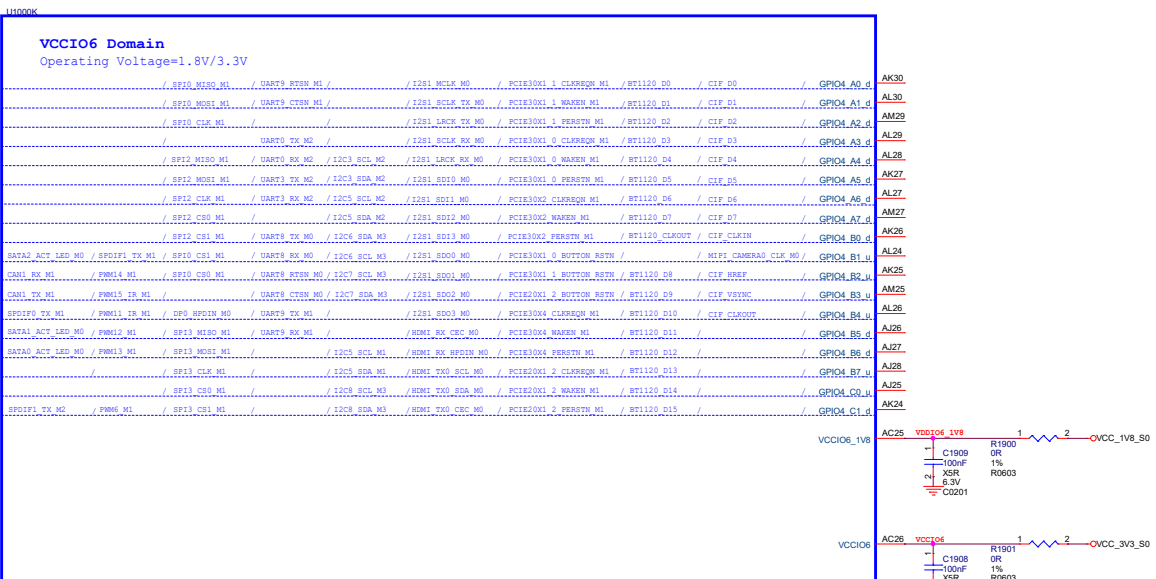 U1000K
VCCIO6 Domain
Operating Voltage=1.8V/3.3V
/ SPI0_MISO_M1 / UART9_RTSN_M1 / / I2S1_MCLK_M0 / PCIE30X1_1_CLKREQN_M1 / BT1120_D0 / CIF_D0 / GPIO4_A0_d AK30
/ SPI0_MOSI_M1 / UART9_CTSN_M1 / / I2S1_SCLK_TX_M0 / PCIE30X1_1_WAKEN_M1 / BT1120_D1 / CIF_D1 / GPIO4_A1_d AL30
/ SPI0_CLK_M1 / / / I2S1_LRCK_TX_M0 / PCIE30X1_1_PERSTN_M1 / BT1120_D2 / CIF_D2 / GPIO4_A2_d AM29
/ UART0_TX_M2 / / I2S1_SCLK_RX_M0 / PCIE30X1_0_CLKREQN_M1 / BT1120_D3 / CIF_D3 / GPIO4_A3_d AL29
/ SPI2_MISO_M1 / UART0_RX_M2 / I2C3_SCL_M2 / I2S1_LRCK_RX_M0 / PCIE30X1_0_WAKEN_M1 / BT1120_D4 / CIF_D4 / GPIO4_A4_d AL28
/ SPI2_MOSI_M1 / UART3_TX_M2 / I2C3_SDA_M2 / I2S1_SDI0_M0 / PCIE30X1_0_PERSTN_M1 / BT1120_D5 / CIF_D5 / GPIO4_A5_d AK27
/ SPI2_CLK_M1 / UART3_RX_M2 / I2C5_SCL_M2 / I2S1_SDI1_M0 / PCIE30X2_CLKREQN_M1 / BT1120_D6 / CIF_D6 / GPIO4_A6_d AL27
/ SPI2_CS0_M1 / / I2C5_SDA_M2 / I2S1_SDI2_M0 / PCIE30X2_WAKEN_M1 / BT1120_D7 / CIF_D7 / GPIO4_A7_d AM27
/ SPI2_CS1_M1 / UART8_TX_M0 / I2C6_SDA_M3 / I2S1_SDI3_M0 / PCIE30X2_PERSTN_M1 / BT1120_CLKOUT / CIF_CLKIN / GPIO4_B0_d AK26
SATA2_ACT_LED_M0 / SPDIF1_TX_M1 / SPI0_CS1_M1 / UART8_RX_M0 / I2C6_SCL_M3 / I2S1_SDO0_M0 / PCIE30X1_0_BUTTON_RSTN / / MIPI_CAMERA0_CLK_M0 / GPIO4_B1_u AL24
CAN1_RX_M1 / PWM14_M1 / SPI0_CS0_M1 / UART8_RTSN_M0 / I2C7_SCL_M3 / I2S1_SDO1_M0 / PCIE30X1_1_BUTTON_RSTN / BT1120_D8 / CIF_HREF / GPIO4_B2_u AK25
CAN1_TX_M1 / PWM15_IR_M1 / / UART8_CTSN_M0 / I2C7_SDA_M3 / I2S1_SDO2_M0 / PCIE20X1_2_BUTTON_RSTN / BT1120_D9 / CIF_VSYNC / GPIO4_B3_u AM25
SPDIF0_TX_M1 / PWM11_IR_M1 / DP0_HPDIN_M0 / UART9_TX_M1 / / I2S1_SDO3_M0 / PCIE30X4_CLKREQN_M1 / BT1120_D10 / CIF_CLKOUT / GPIO4_B4_u AL26
SATA1_ACT_LED_M0 / PWM12_M1 / SPI3_MISO_M1 / UART9_RX_M1 / / HDMI_RX_CEC_M0 / PCIE30X4_WAKEN_M1 / BT1120_D11 / / GPIO4_B5_d AJ26
SATA0_ACT_LED_M0 / PWM13_M1 / SPI3_MOSI_M1 / / I2C5_SCL_M1 / HDMI_RX_HPDIN_M0 / PCIE30X4_PERSTN_M1 / BT1120_D12 / / GPIO4_B6_d AJ27
/ / SPI3_CLK_M1 / / I2C5_SDA_M1 / HDMI_TX0_SCL_M0 / PCIE20X1_2_CLKREQN_M1 / BT1120_D13 / / GPIO4_B7_u AJ28
/ SPI3_CS0_M1 / / I2C8_SCL_M3 / HDMI_TX0_SDA_M0 / PCIE20X1_2_WAKEN_M1 / BT1120_D14 / / GPIO4_C0_u AJ25
SPDIF1_TX_M2 / PWM6_M1 / SPI3_CS1_M1 / / I2C8_SDA_M3 / HDMI_TX0_CEC_M0 / PCIE20X1_2_PERSTN_M1 / BT1120_D15 / / GPIO4_C1_d AK24
VCCIO6_1V8 AC25 VDDIO6_1V8 1 2 VCC_1V8_S0
R1900
1 C1909 0R
100nF 1%
X5R R0603
2 6.3V
C0201
VCCIO6 AC26 VCCIO6 1 2 VCC_3V3_S0
R1901
1 C1908 0R
100nF 1%
X5R R0603